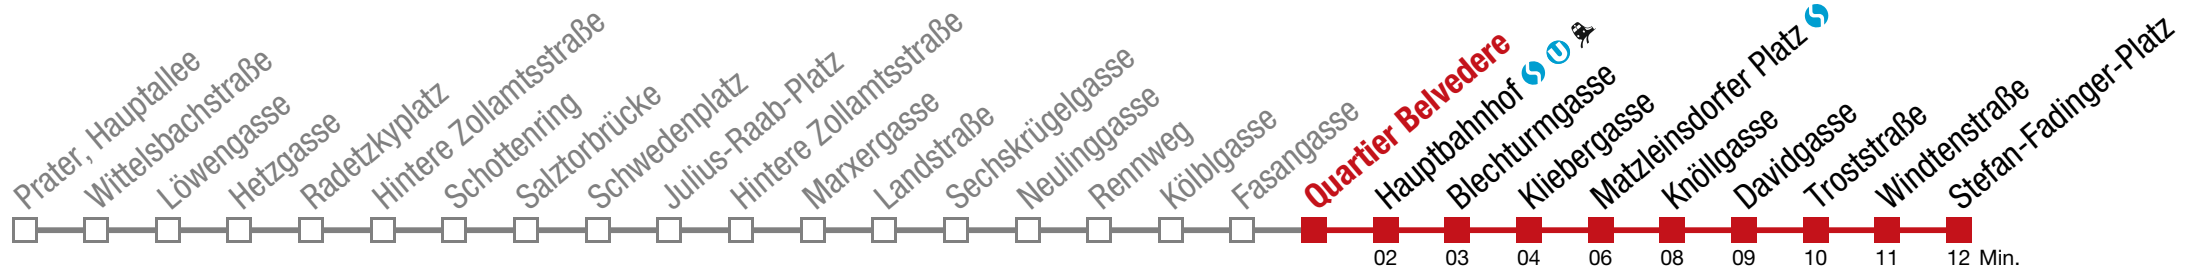 Prater, Hauptallee
Wittelsbachstraße
Löwengasse
Hetzgasse
Radetzkyplatz
Hintere Zollamtsstraße
Schottenring
Salztorbrücke
Schwedenplatz
Julius-Raab-Platz
Hintere Zollamtsstraße
Marxergasse
Landstraße
Sechskrügelgasse
Neulinggasse
Rennweg
Kölblgasse
Fasangasse
Quartier Belvedere
Hauptbahnhof S U
Blechturmgasse
Kliebergasse
Matzleinsdorfer Platz S
Knöllgasse
Davidgasse
Troststraße
Windtenstraße
Stefan-Fadinger-Platz
02 03 04 06 08 09 10 11 12 Min.